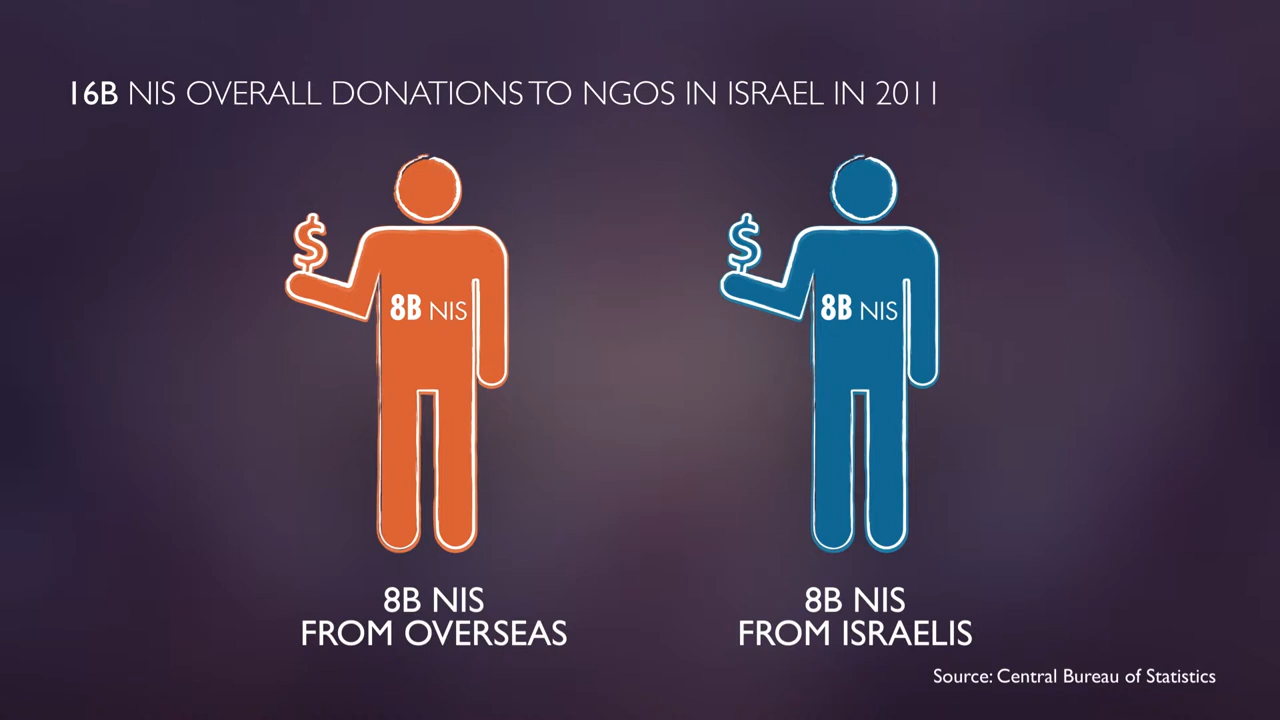 16B NIS OVERALL DONATIONS TO NGOS IN ISRAEL IN 2011
$
$
8B NIS
8B NIS
8B NIS
FROM OVERSEAS
8B NIS
FROM ISRAELIS
Source: Central Bureau of Statistics